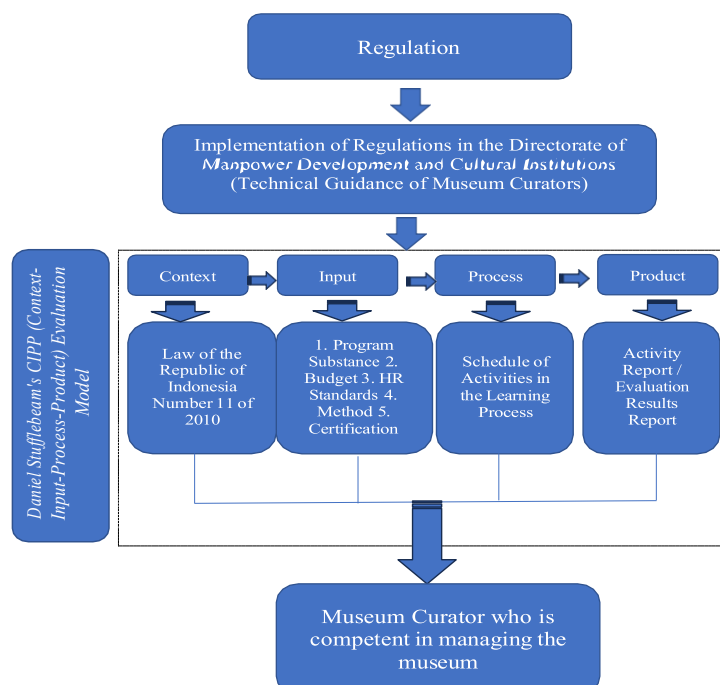 Regulation
Implementation of Regulations in the Directorate of
Manpower Development and Cultural Institutions
(Technical Guidance of Museum Curators)
Daniel Stufflebeam's CIPP (Context-
Input-Process-Product) Evaluation
Model
Context
Input
Process
Product
Law of the
Republic of
Indonesia
Number 11 of
2010
1. Program
Substance 2.
Budget 3. HR
Standards 4.
Method 5.
Certification
Schedule of
Activities in
the Learning
Process
Activity
Report /
Evaluation
Results
Report
Museum Curator who is
competent in managing the
museum